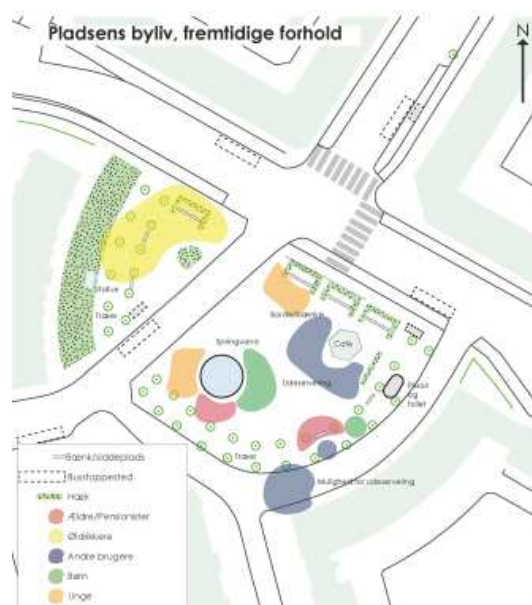 Pladsens byliv, fremtidige forhold
N
Statue
Træer
Springvand
Café
Udeservering
Pissoir
og
toilet
Træer
Mulighed for udeservering
Bænk/siddeplads
Busstoppested
Hæk
Ældre/Pensionister
Øldrikkere
Andre brugere
Børn
Unge